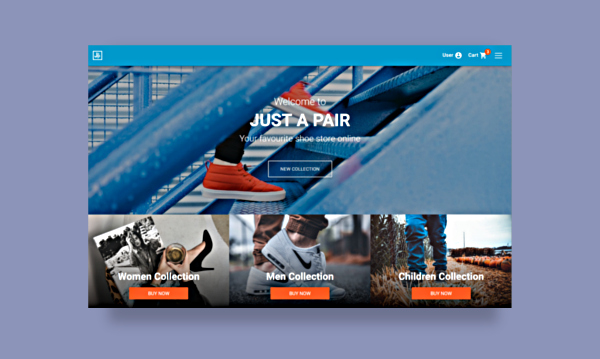 User
Cart
Welcome to
JUST A PAIR
Your favourite shoe store online
NEW COLLECTION
Women Collection
Men Collection
Children Collection
BUY NOW
BUY NOW
BUY NOW